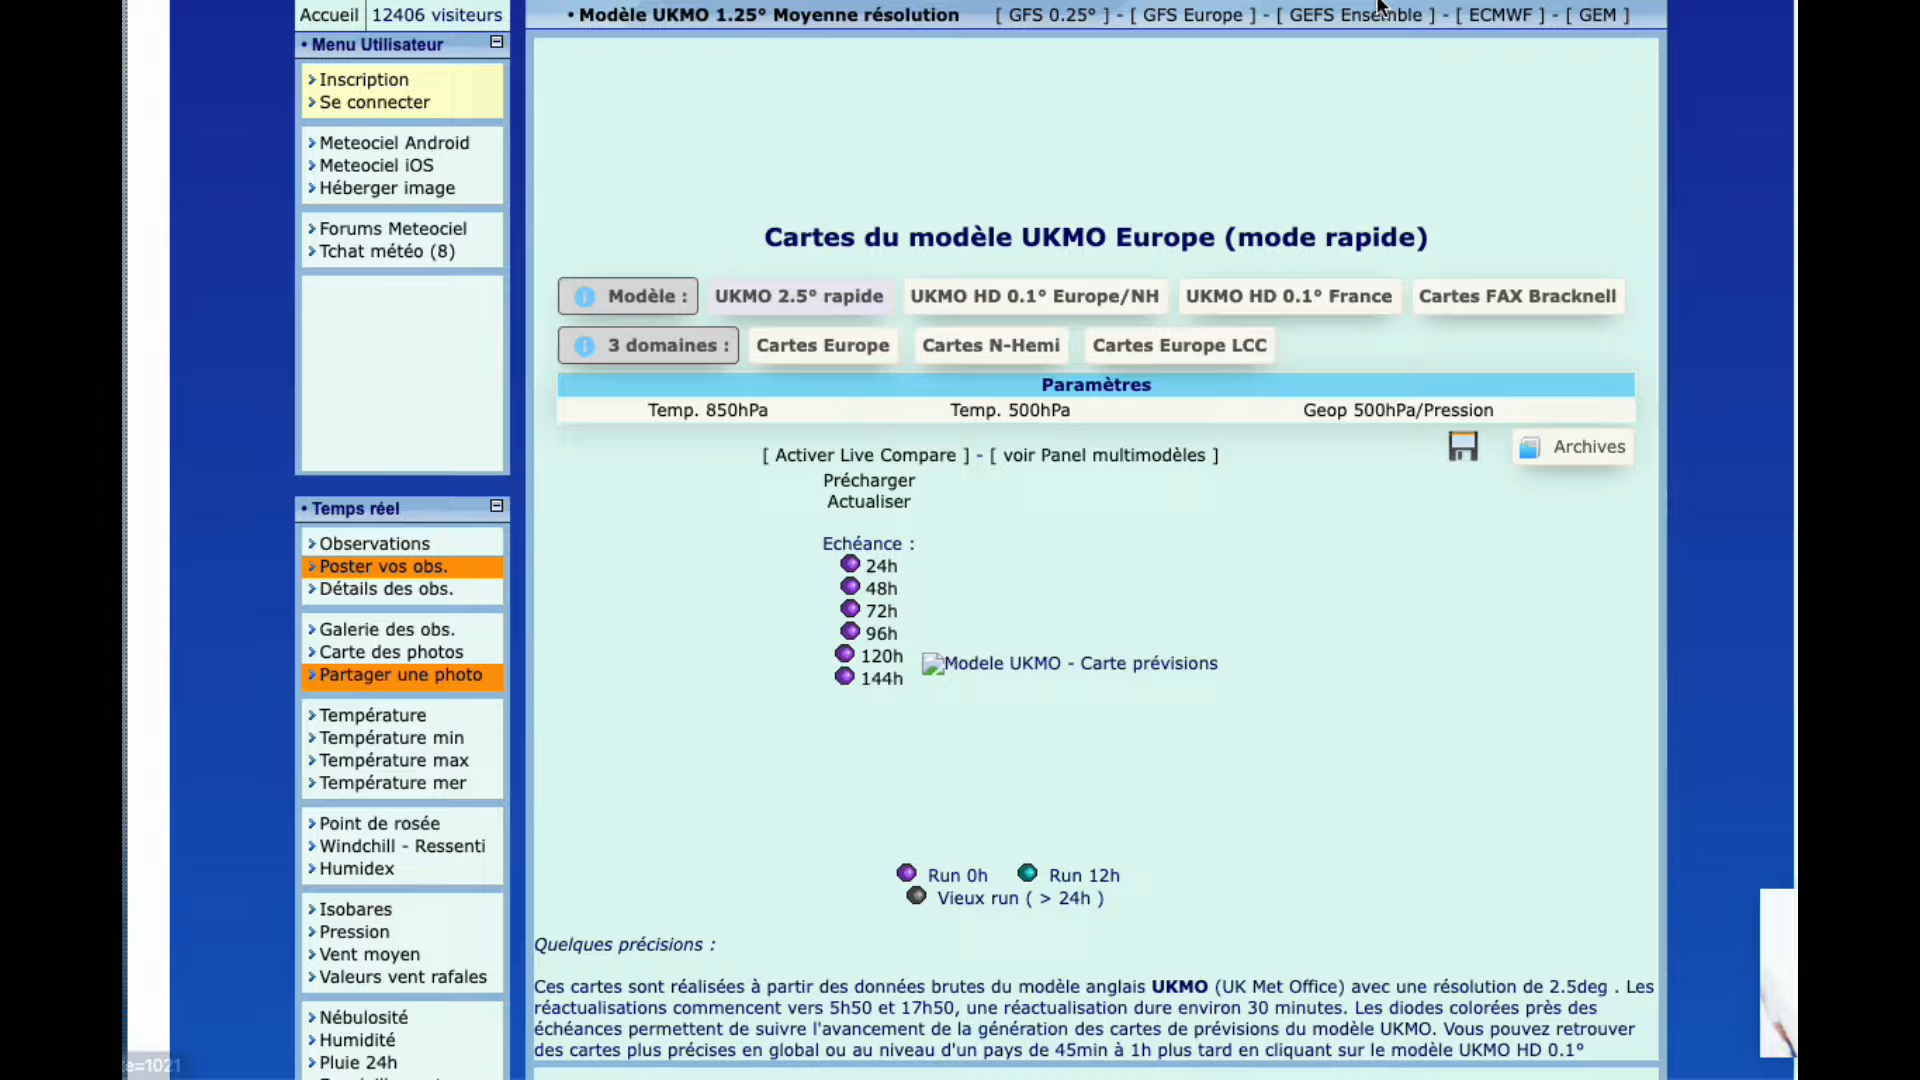 Accueil 12406 visiteurs
• Modèle UKMO 1.25° Moyenne résolution [ GFS 0.25° ] - [ GFS Europe ] - [ GEFS Ensemble ] - [ ECMWF ] - [ GEM ]
• Menu Utilisateur
Inscription
Se connecter
Meteociel Android
Meteociel iOS
Héberger image
Forums Meteociel
Tchat météo (8)
• Temps réel
Observations
Poster vos obs.
Détails des obs.
Galerie des obs.
Carte des photos
Partager une photo
Température
Température min
Température max
Température mer
Point de rosée
Windchill - Ressenti
Humidex
Isobares
Pression
Vent moyen
Valeurs vent rafales
Nébulosité
Humidité
Pluie 24h
e=1021
Cartes du modèle UKMO Europe (mode rapide)
Modèle : UKMO 2.5° rapide UKMO HD 0.1° Europe/NH UKMO HD 0.1° France Cartes FAX Bracknell
3 domaines : Cartes Europe Cartes N-Hemi Cartes Europe LCC
Paramètres
Temp. 850hPa Temp. 500hPa Geop 500hPa/Pression
[ Activer Live Compare ] - [ voir Panel multimodèles ] Archives
Précharger
Actualiser
Echéance :
24h
48h
72h
96h
120h
144h
Modele UKMO - Carte prévisions
Run 0h Run 12h
Vieux run ( > 24h )
Quelques précisions :
Ces cartes sont réalisées à partir des données brutes du modèle anglais UKMO (UK Met Office) avec une résolution de 2.5deg . Les
réactualisations commencent vers 5h50 et 17h50, une réactualisation dure environ 30 minutes. Les diodes colorées près des
échéances permettent de suivre l'avancement de la génération des cartes de prévisions du modèle UKMO. Vous pouvez retrouver
des cartes plus précises en global ou au niveau d'un pays de 45min à 1h plus tard en cliquant sur le modèle UKMO HD 0.1°